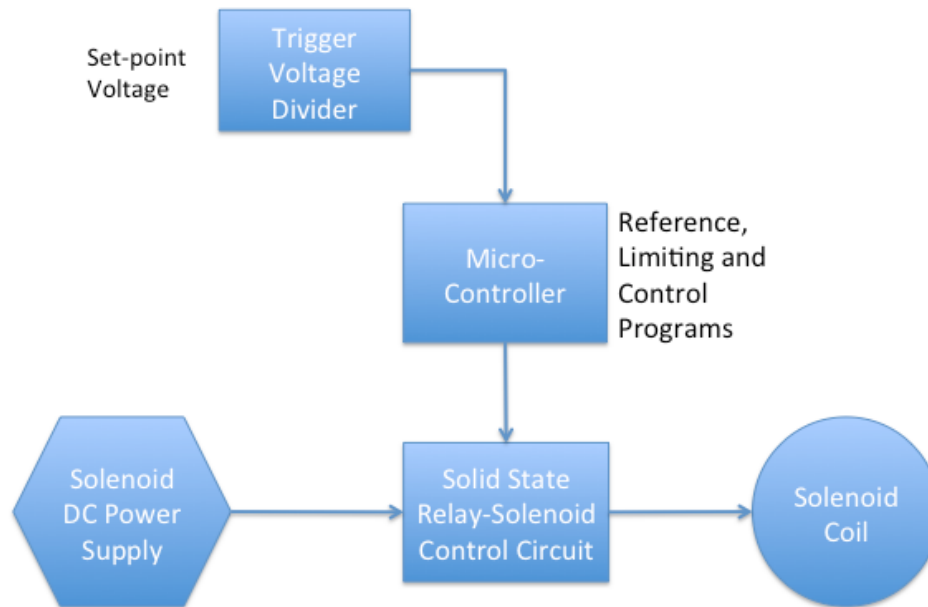 Set-point
Voltage
Trigger
Voltage
Divider
Micro-
Controller
Reference,
Limiting and
Control
Programs
Solenoid
DC Power
Supply
Solid State
Relay-Solenoid
Control Circuit
Solenoid
Coil